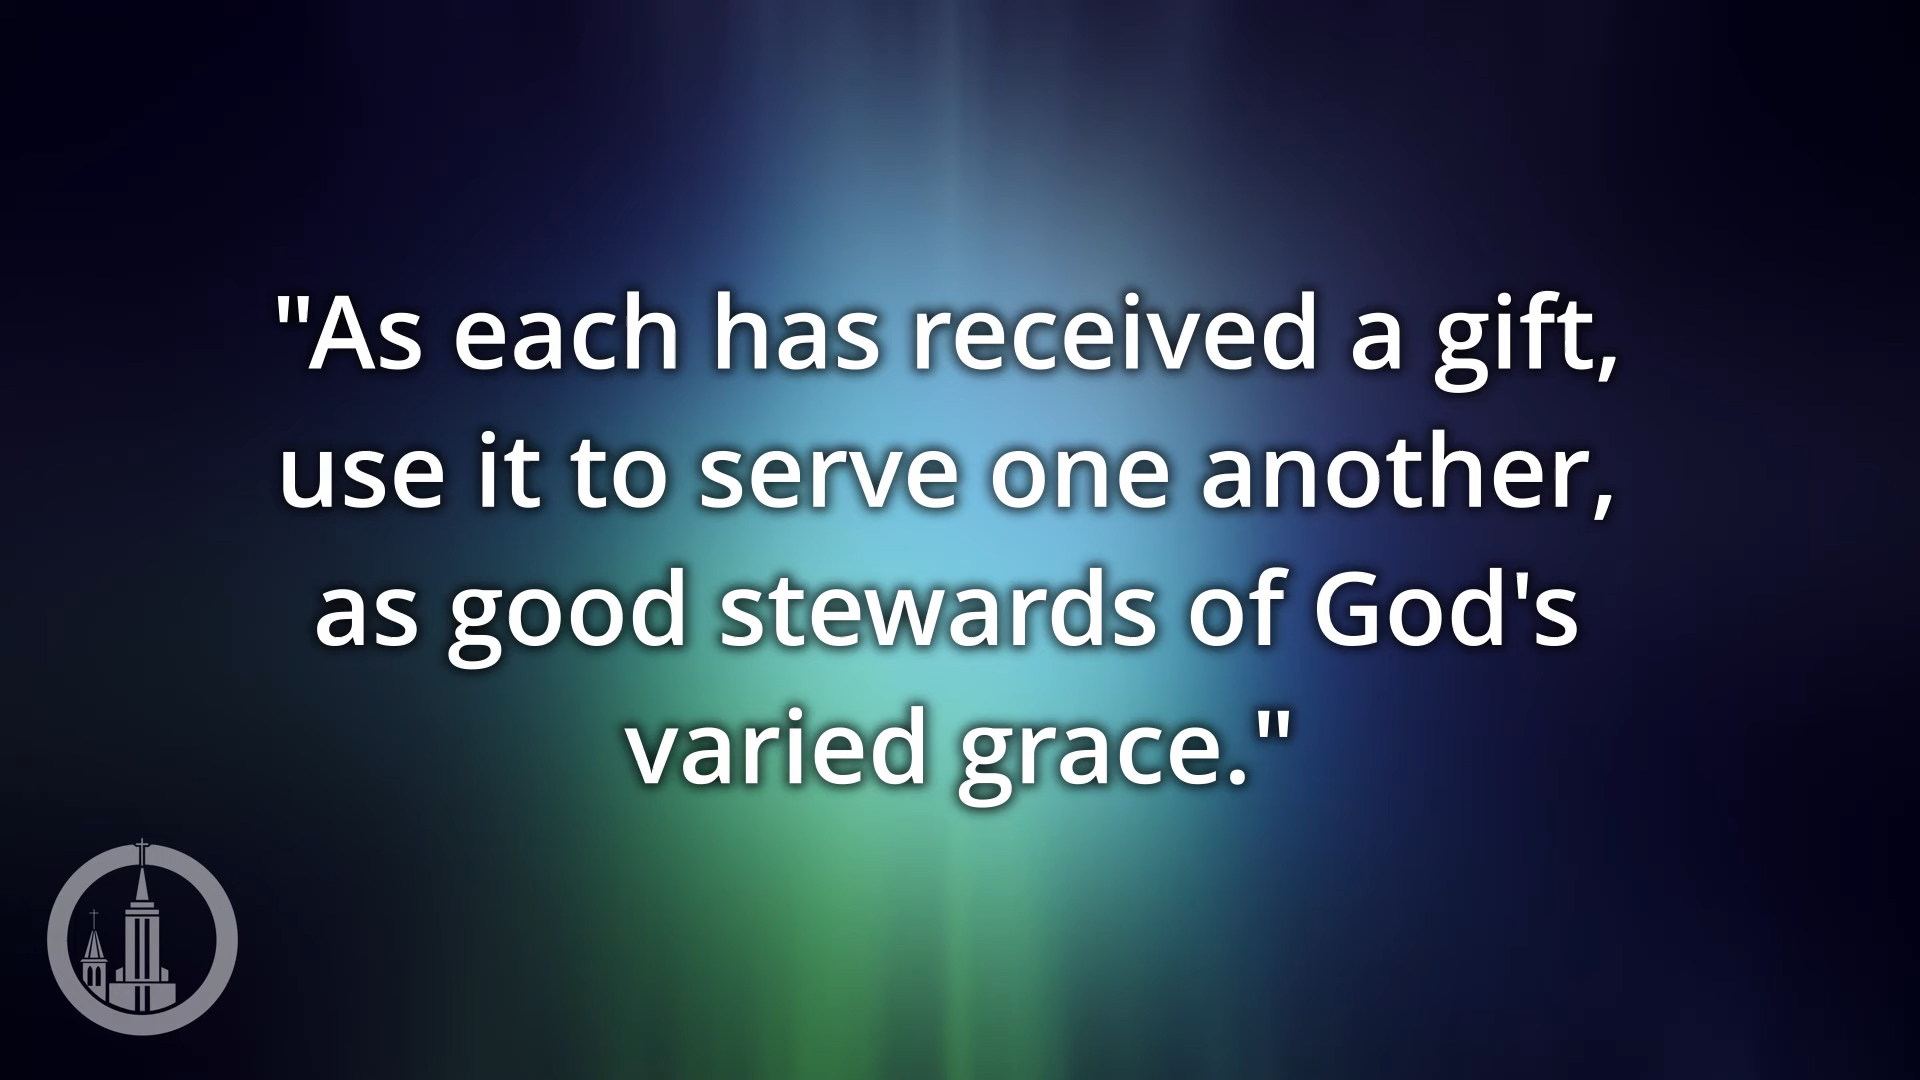 "As each has received a gift,
use it to serve one another,
as good stewards of God's
varied grace."